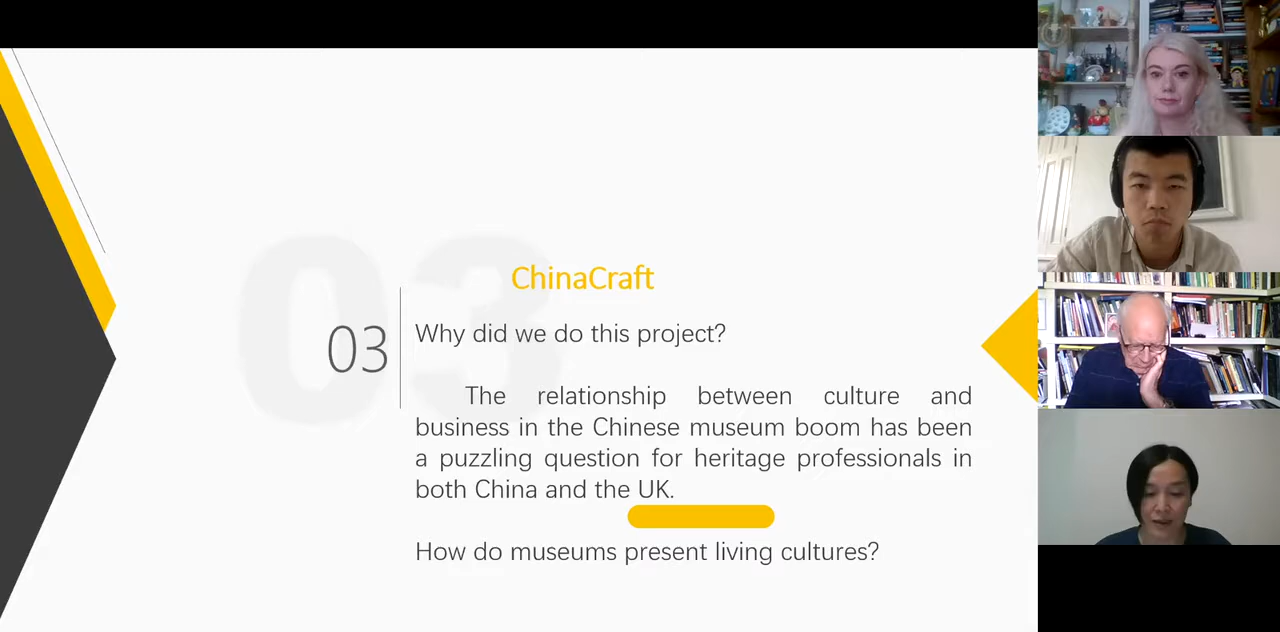 ChinaCraft
03
Why did we do this project?
The relationship between culture and
business in the Chinese museum boom has been
a puzzling question for heritage professionals in
both China and the UK.
How do museums present living cultures?